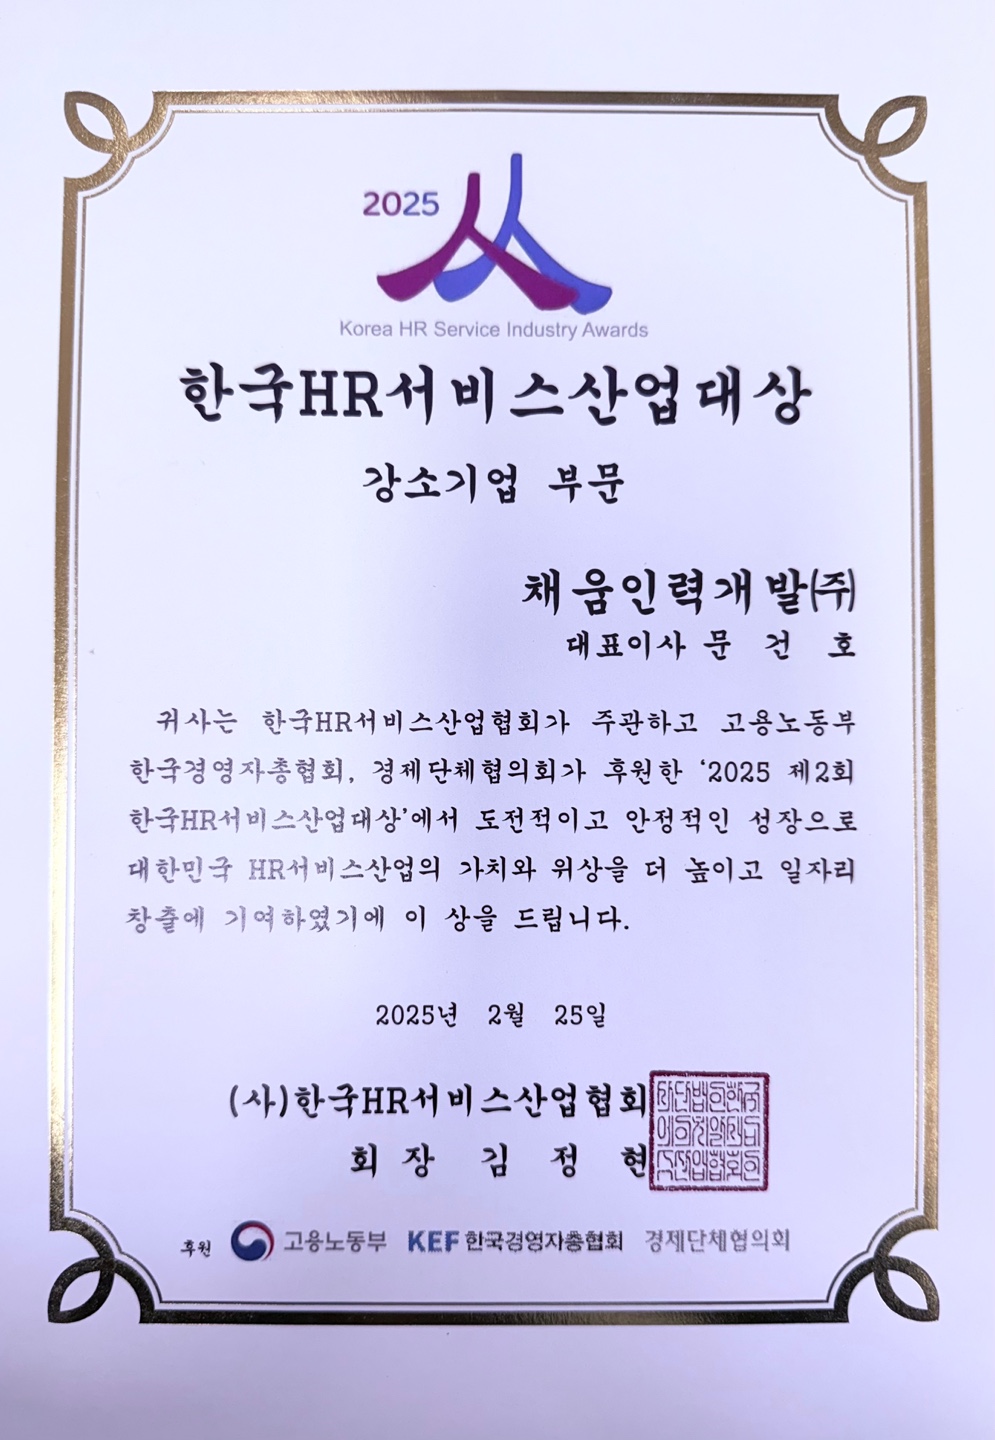 2025
Korea HR Service Industry Awards
한국HR서비스산업대상
강소기업 부문
채움인력개발(주)
대표이사 문 건 호
귀사는 한국HR서비스산업협회가 주관하고 고용노동부
한국경영자총협회, 경제단체협의회가 후원한 ‘2025 제2회
한국HR서비스산업대상’에서 도전적이고 안정적인 성장으로
대한민국 HR서비스산업의 가치와 위상을 더 높이고 일자리
창출에 기여하였기에 이 상을 드립니다.
2025년 2월 25일
(사)한국HR서비스산업협회
회 장 김 정 현
후원 고용노동부 KEF 한국경영자총협회 경제단체협의회